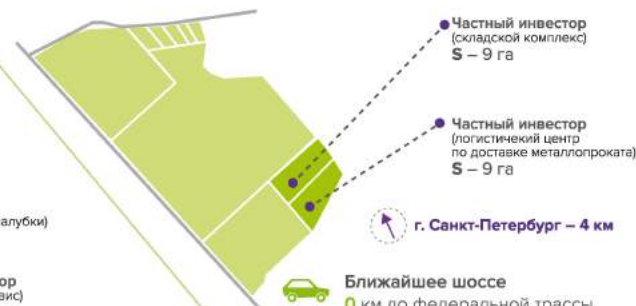 Частный инвестор
(складской комплекс)
S – 9 га
Частный инвестор
(логистичекий центр
по доставке металлопроката)
S – 9 га
алубки)
г. Санкт-Петербург – 4 км
ор
вис)
Ближайшее шоссе
0 км до федеральной трассы